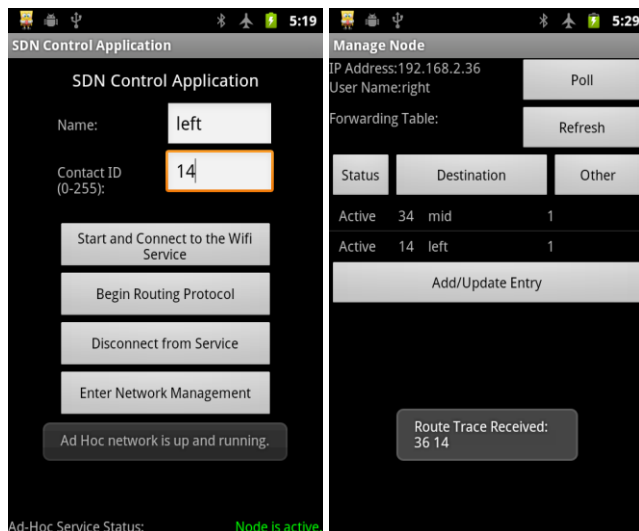 5:19
SDN Control Application
SDN Control Application
Name:
left
Contact ID
(0-255):
14
Start and Connect to the Wifi
Service
Begin Routing Protocol
Disconnect from Service
Enter Network Management
Ad Hoc network is up and running.
Ad-Hoc Service Status:
Node is active.
5:29
Manage Node
IP Address:192.168.2.36
User Name:right
Poll
Forwarding Table:
Refresh
Status Destination Other
Active 34 mid 1
Active 14 left 1
Add/Update Entry
Route Trace Received:
36 14